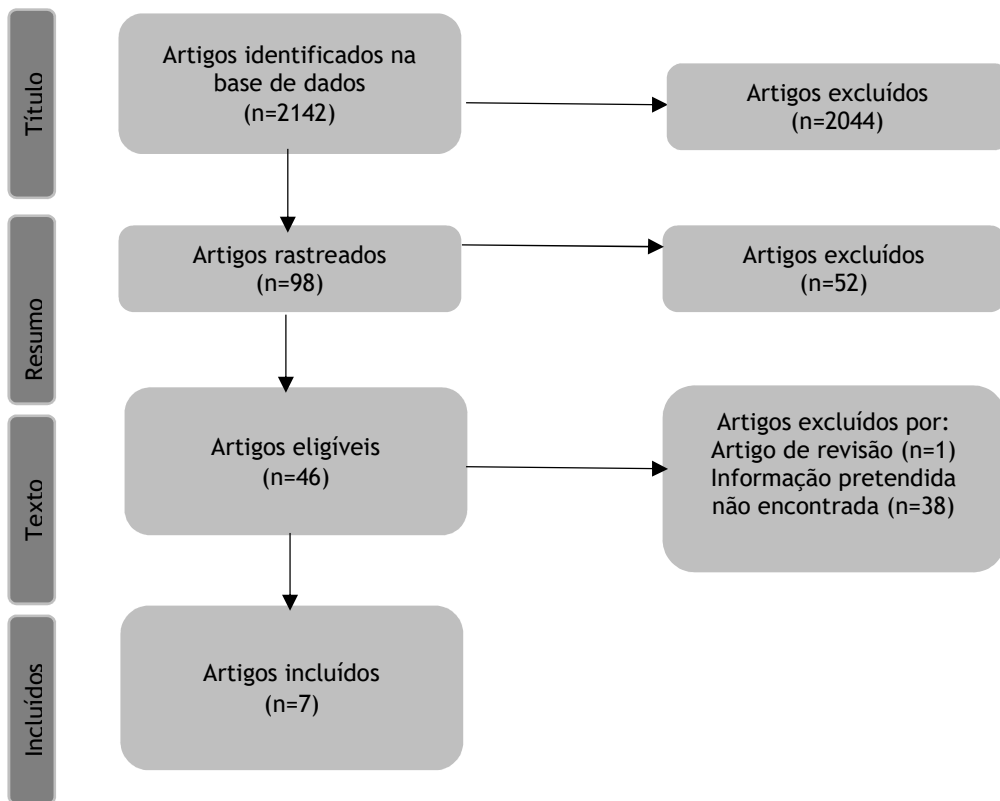 Título
Artigos identificados na
base de dados
(n=2142)
Artigos excluídos
(n=2044)
Resumo
Artigos rastreados
(n=98)
Artigos excluídos
(n=52)
Texto
Artigos eligíveis
(n=46)
Artigos excluídos por:
Artigo de revisão (n=1)
Informação pretendida
não encontrada (n=38)
Incluídos
Artigos incluídos
(n=7)